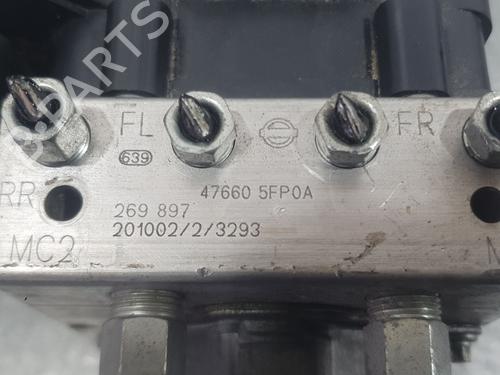 B-PARTS
FL
FR
639
RR
47660 5FP0A
269 897
201002/2/3293
MC2
M